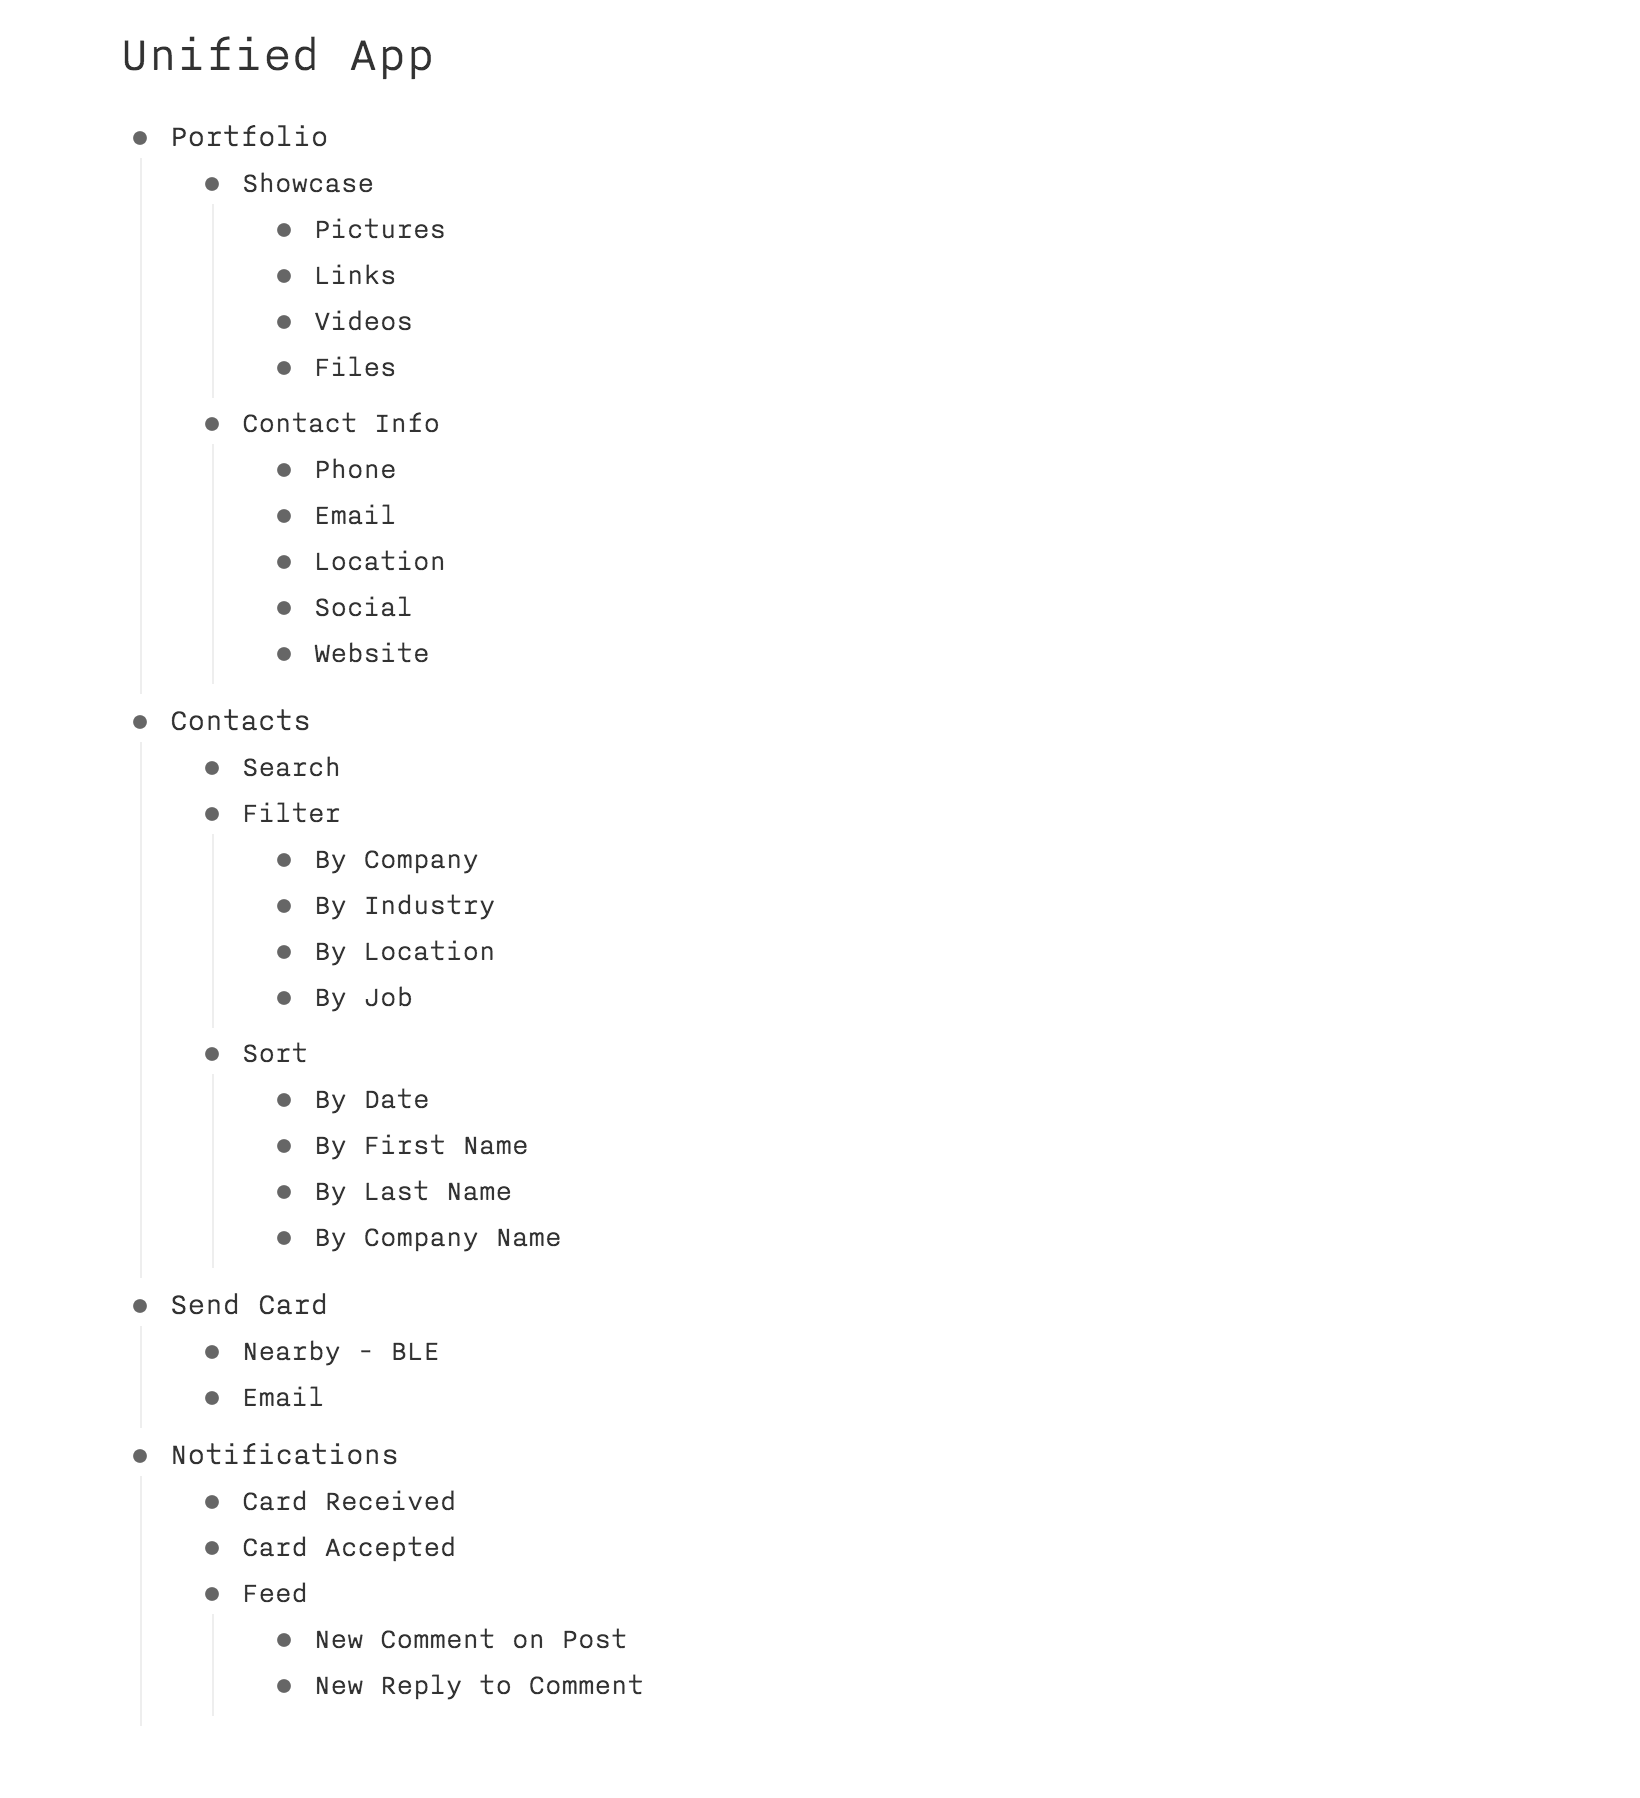 Unified App
Portfolio
Showcase
Pictures
Links
Videos
Files
Contact Info
Phone
Email
Location
Social
Website
Contacts
Search
Filter
By Company
By Industry
By Location
By Job
Sort
By Date
By First Name
By Last Name
By Company Name
Send Card
Nearby - BLE
Email
Notifications
Card Received
Card Accepted
Feed
New Comment on Post
New Reply to Comment